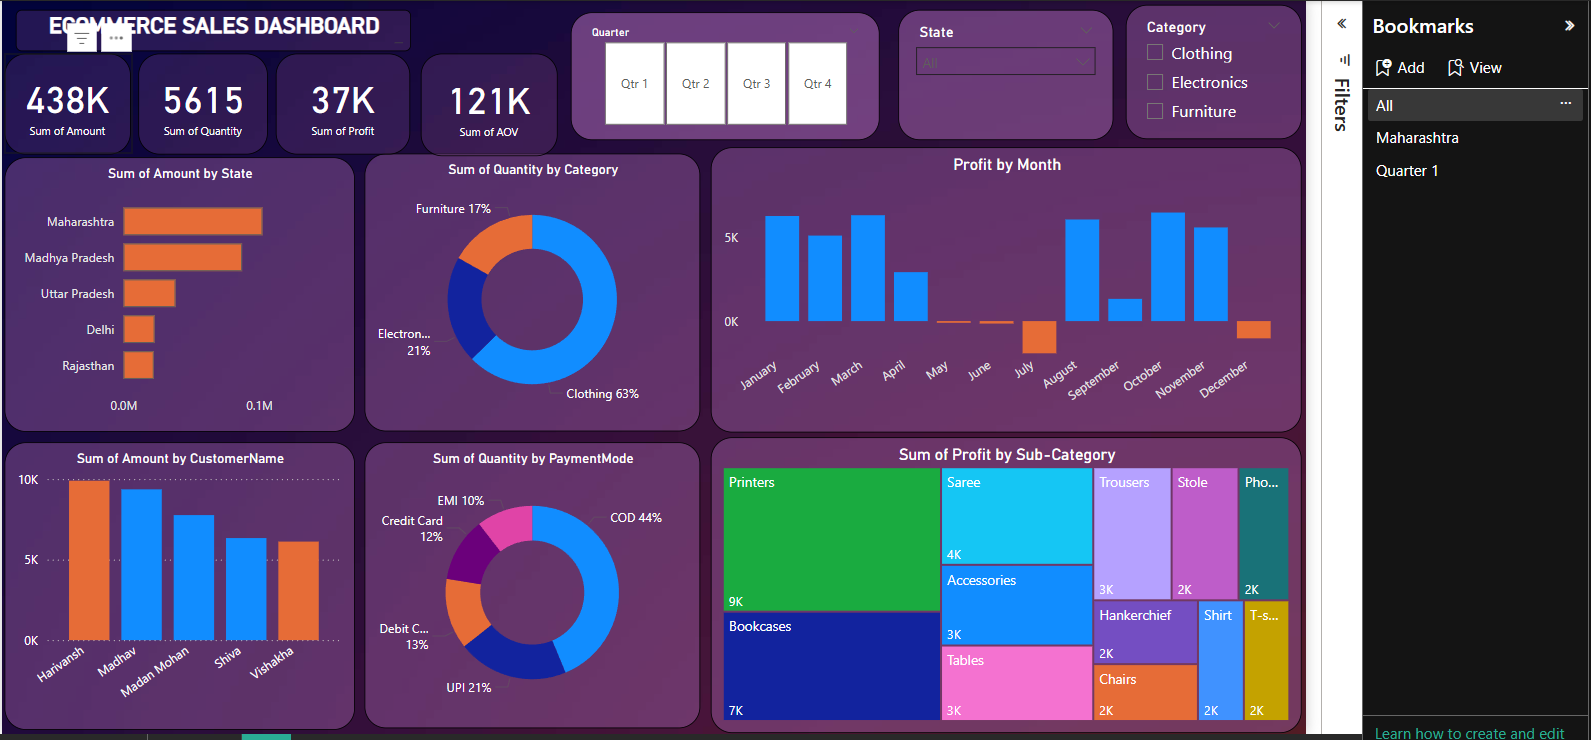 ECOMMERCE SALES DASHBOARD
438K
Sum of Amount
5615
Sum of Quantity
37K
Sum of Profit
121K
Sum of AOV
Quarter
Qtr 1
Qtr 2
Qtr 3
Qtr 4
State
All
Category
Clothing
Electronics
Furniture
Sum of Amount by State
Maharashtra
Madhya Pradesh
Uttar Pradesh
Delhi
Rajasthan
0.0M
0.1M
Sum of Quantity by Category
Furniture 17%
Electron...
21%
Clothing 63%
Profit by Month
5K
0K
January
February
March
April
May
June
July
August
September
October
November
December
Sum of Amount by CustomerName
10K
5K
0K
Harivansh
Madhav
Madan Mohan
Shiva
Vishakha
Sum of Quantity by PaymentMode
EMI 10%
Credit Card
12%
Debit C...
13%
UPI 21%
COD 44%
Sum of Profit by Sub-Category
Printers
9K
Bookcases
7K
Saree
4K
Accessories
3K
Tables
3K
Trousers
3K
Stole
2K
Pho...
2K
Hankerchief
2K
Chairs
2K
Shirt
2K
T-s...
2K
Filters
Bookmarks
Add
View
All
Maharashtra
Quarter 1
Learn how to create and edit